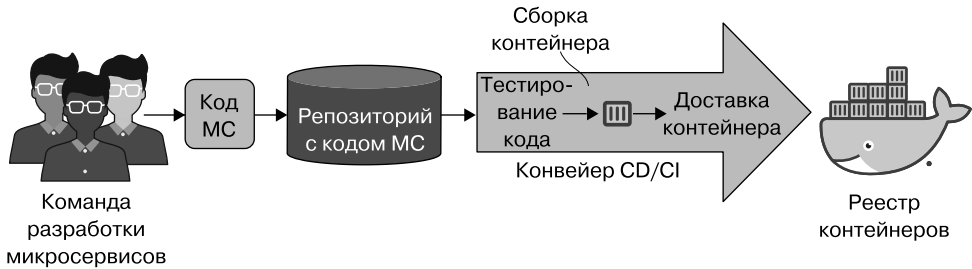 Команда
разработки
микросервисов
Код
МС
Репозиторий
с кодом МС
Сборка
контейнера
Тестиро-
вание
кода
Доставка
контейнера
Конвейер CD/CI
Реестр
контейнеров